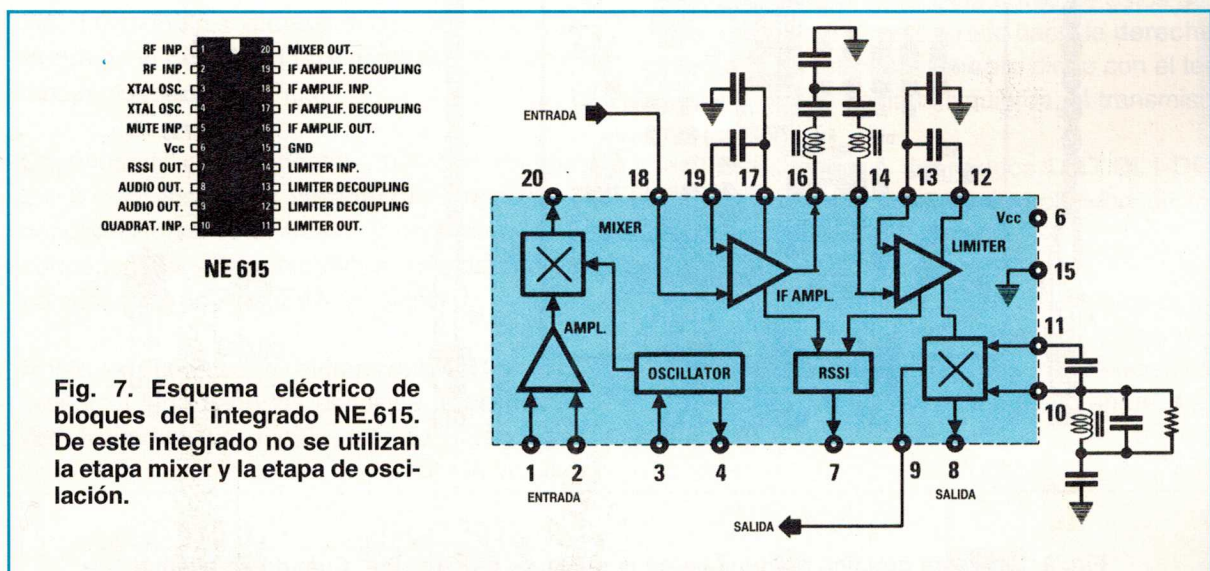 RF INP. 1
RF INP. 2
XTAL OSC. 3
XTAL OSC. 4
MUTE INP. 5
Vcc 6
RSSI OUT. 7
AUDIO OUT. 8
AUDIO OUT. 9
QUADRAT. INP. 10
20 MIXER OUT.
19 IF AMPLIF. DECOUPLING
18 IF AMPLIF. INP.
17 IF AMPLIF. DECOUPLING
16 IF AMPLIF. OUT.
15 GND
14 LIMITER INP.
13 LIMITER DECOUPLING
12 LIMITER DECOUPLING
11 LIMITER OUT.
NE 615
Fig. 7. Esquema eléctrico de
bloques del integrado NE.615.
De este integrado no se utilizan
la etapa mixer y la etapa de osci-
lación.
ENTRADA
20 18 19 17 16 14 13 12
MIXER
Vcc 6
LIMITER
15
IF AMPL.
AMPL.
11
OSCILLATOR
RSSI
10
1 2 3 4 7 9 8
ENTRADA
SALIDA
SALIDA